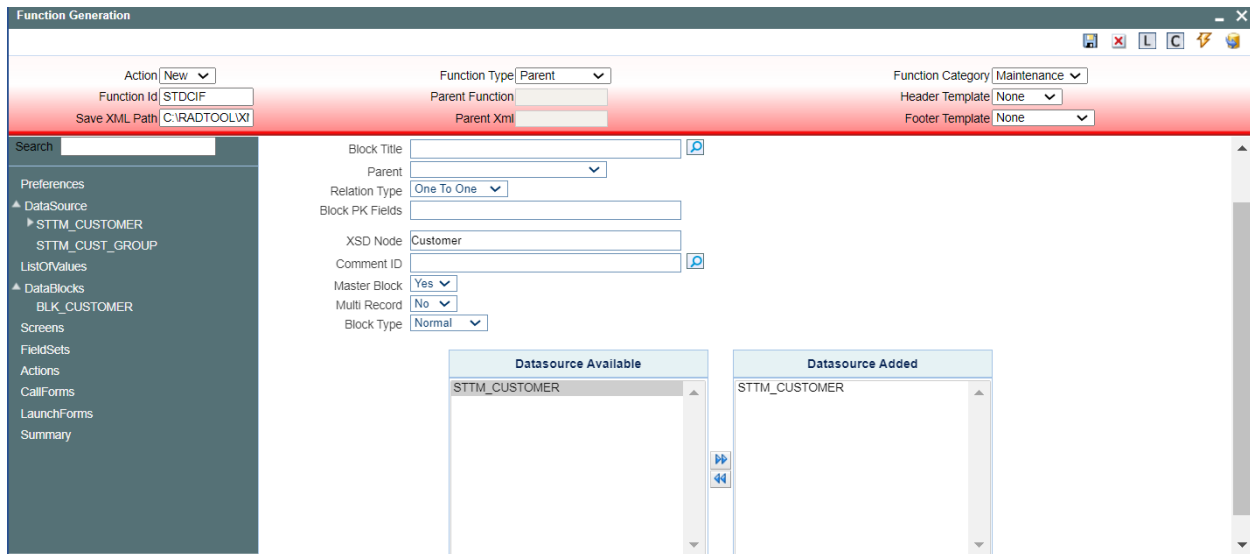 Function Generation
L C
Action New Function Type Parent Function Category Maintenance
Function Id STDCIF Parent Function Header Template None
Save XML Path C:\RADTOOL\XI Parent Xml Footer Template None
Search
Preferences
DataSource
STTM_CUSTOMER
STTM_CUST_GROUP
ListOfValues
DataBlocks
BLK_CUSTOMER
Screens
FieldSets
Actions
CallForms
LaunchForms
Summary
Block Title
Parent
Relation Type One To One
Block PK Fields
XSD Node Customer
Comment ID
Master Block Yes
Multi Record No
Block Type Normal
Datasource Available Datasource Added
STTM_CUSTOMER STTM_CUSTOMER